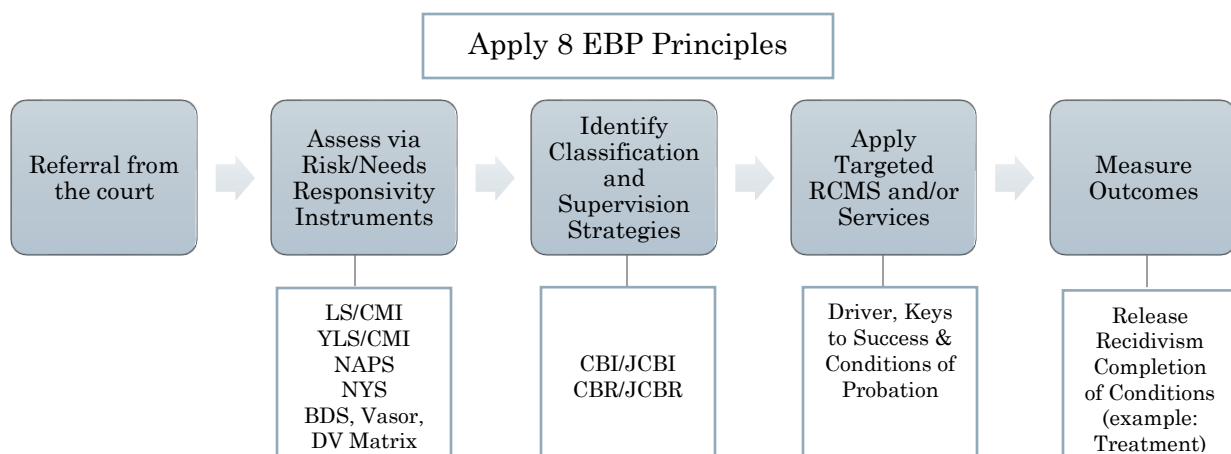 Apply 8 EBP Principles
Referral from
the court
Assess via
Risk/Needs
Responsivity
Instruments
Identify
Classification
and
Supervision
Strategies
Apply
Targeted
RCMS and/or
Services
Measure
Outcomes
LS/CMI
YLS/CMI
NAPS
NYS
BDS, Vasor,
DV Matrix
CBI/JCBI
CBR/JCBR
Driver, Keys
to Success &
Conditions of
Probation
Release
Recidivism
Completion
of Conditions
(example:
Treatment)